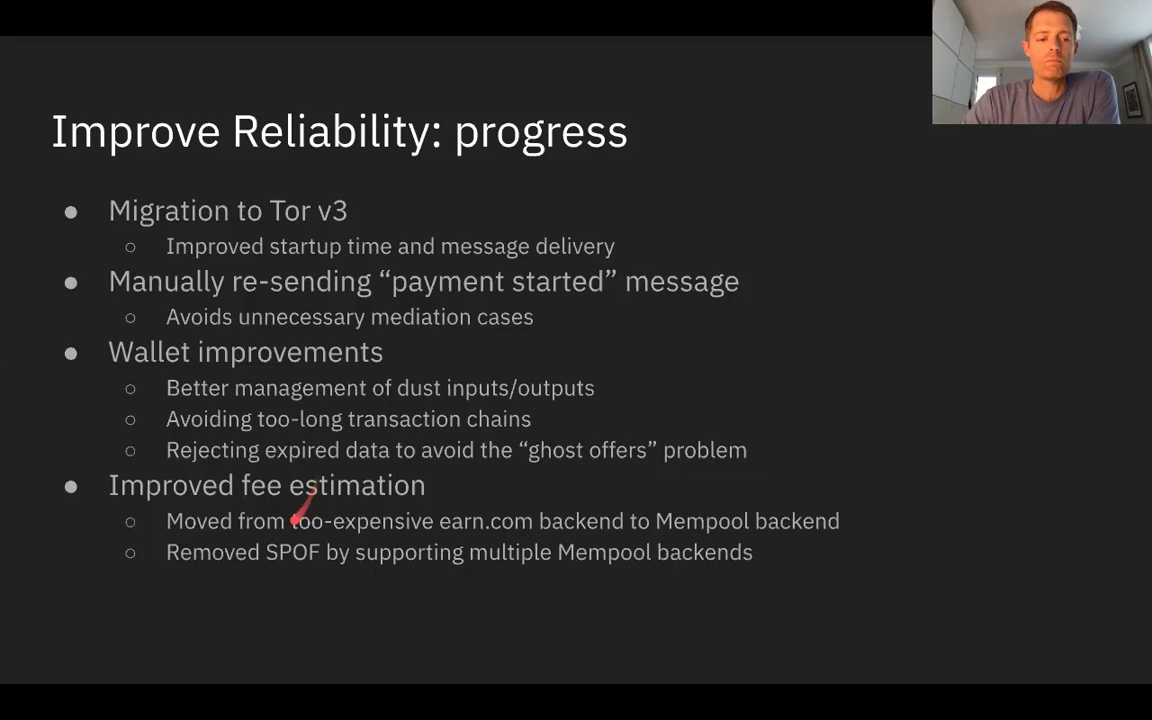 Improve Reliability: progress
● Migration to Tor v3
○ Improved startup time and message delivery
● Manually re-sending “payment started” message
○ Avoids unnecessary mediation cases
● Wallet improvements
○ Better management of dust inputs/outputs
○ Avoiding too-long transaction chains
○ Rejecting expired data to avoid the “ghost offers” problem
● Improved fee estimation
○ Moved from too-expensive earn.com backend to Mempool backend
○ Removed SPOF by supporting multiple Mempool backends